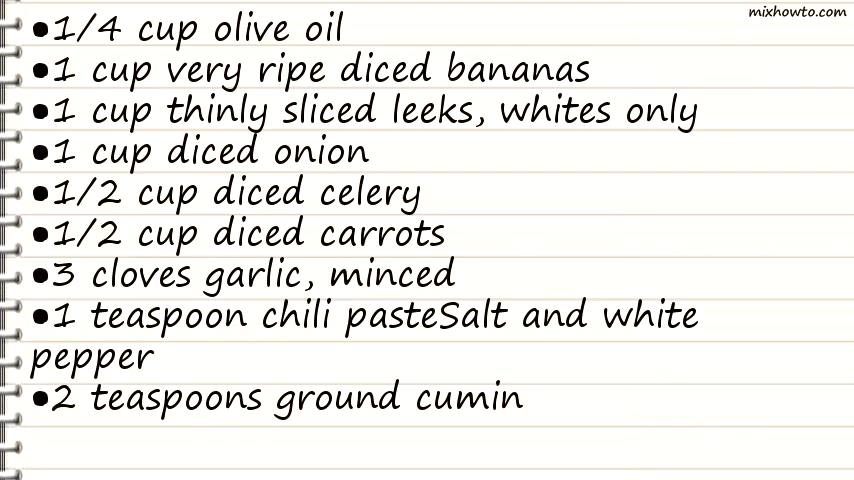 mixhowto.com
•1/4 cup olive oil
•1 cup very ripe diced bananas
•1 cup thinly sliced leeks, whites only
•1 cup diced onion
•1/2 cup diced celery
•1/2 cup diced carrots
•3 cloves garlic, minced
•1 teaspoon chili pasteSalt and white
pepper
•2 teaspoons ground cumin